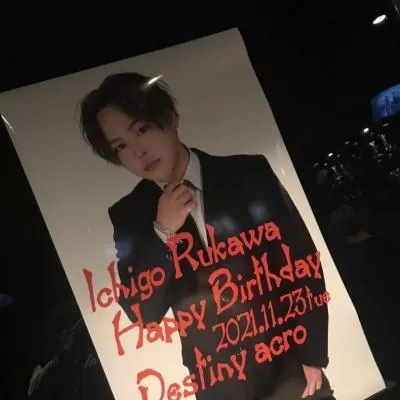 Ichigo Rukawa
Happy Birthday
2021.11.23tue
Destiny acro